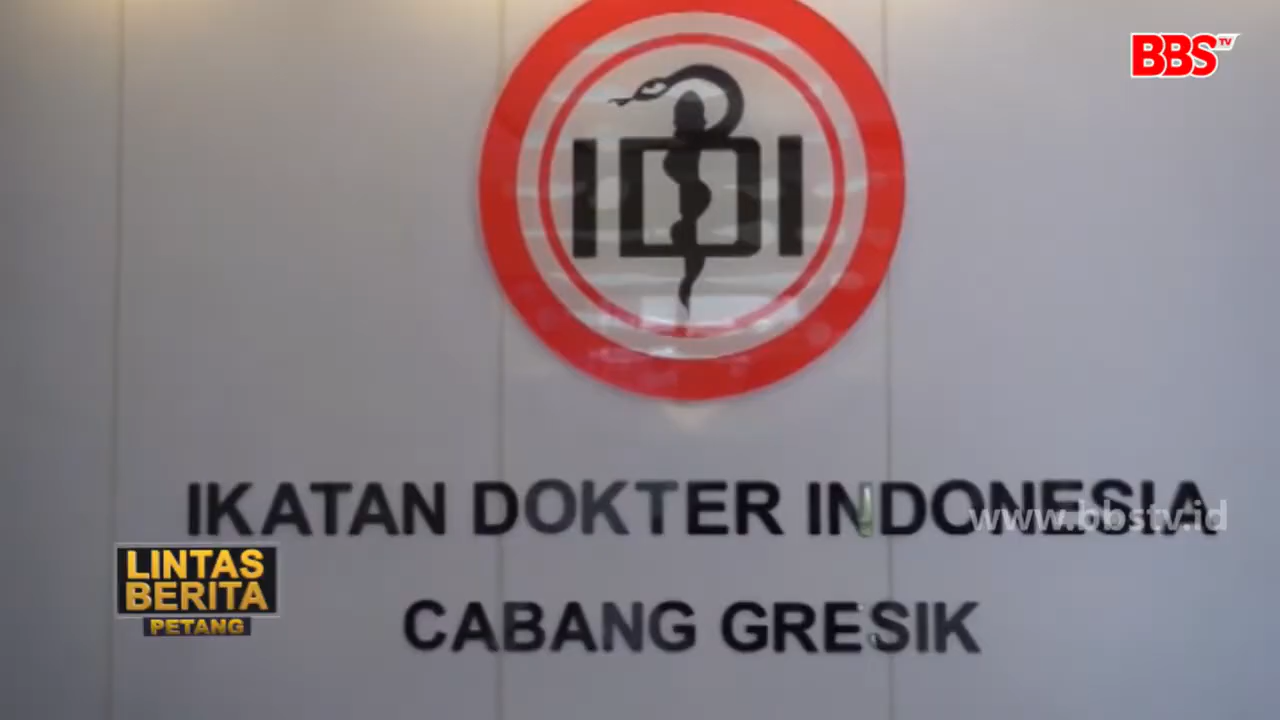 BBS TV
IDI
IKATAN DOKTER INDONESIA
www.bbstv.id
LINTAS
BERITA
PETANG
CABANG GRESIK